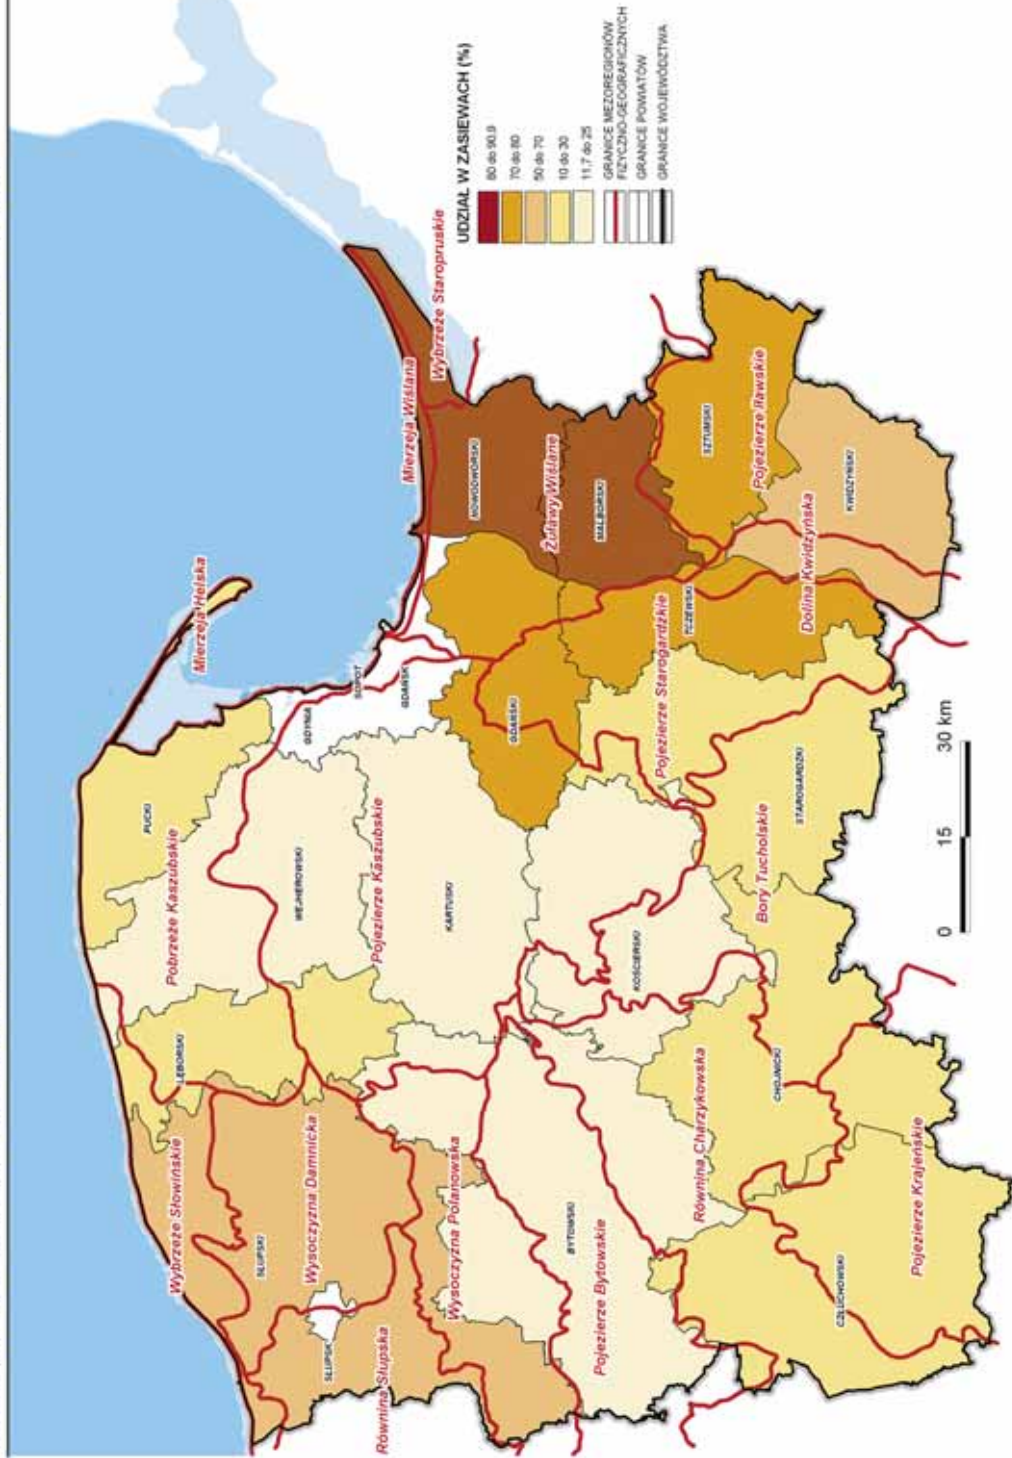 Mierzeja Helska
Wybrzeże Słowińskie
Pobrzeże Kaszubskie
PUCKI
LĘBORSKI
SŁUPSKI
Wysoczyzna Damnicka
WEJHEROWSKI
GDYNIA
SOPOT
SŁUPSK
Równina Słupska
Pojezierze Kaszubskie
GDAŃSK
Mierzeja Wiślana
Wybrzeże Staropruskie
Wysoczyzna Polanowska
KARTUSKI
NOWODWORSKI
GDAŃSKI
Żuławy Wiślane
BYTOWSKI
Pojezierze Bytowskie
MALBORSKI
KOŚCIERSKI
Pojezierze Starogardzkie
TCZEWSKI
SZTUMSKI
Równina Charzykowska
Bory Tucholskie
Pojezierze Iławskie
CHOJNICKI
STAROGARDZKI
Dolina Kwidzyńska
KWIDZYŃSKI
CZŁUCHOWSKI
Pojezierze Krajeńskie
0 15 30 km
UDZIAŁ W ZASIEWACH (%)
80 do 90.9
70 do 80
50 do 70
10 do 30
11,7 do 25
GRANICE MEZOREGIONÓW
FIZYCZNO-GEOGRAFICZNYCH
GRANICE POWIATÓW
GRANICE WOJEWÓDZTWA